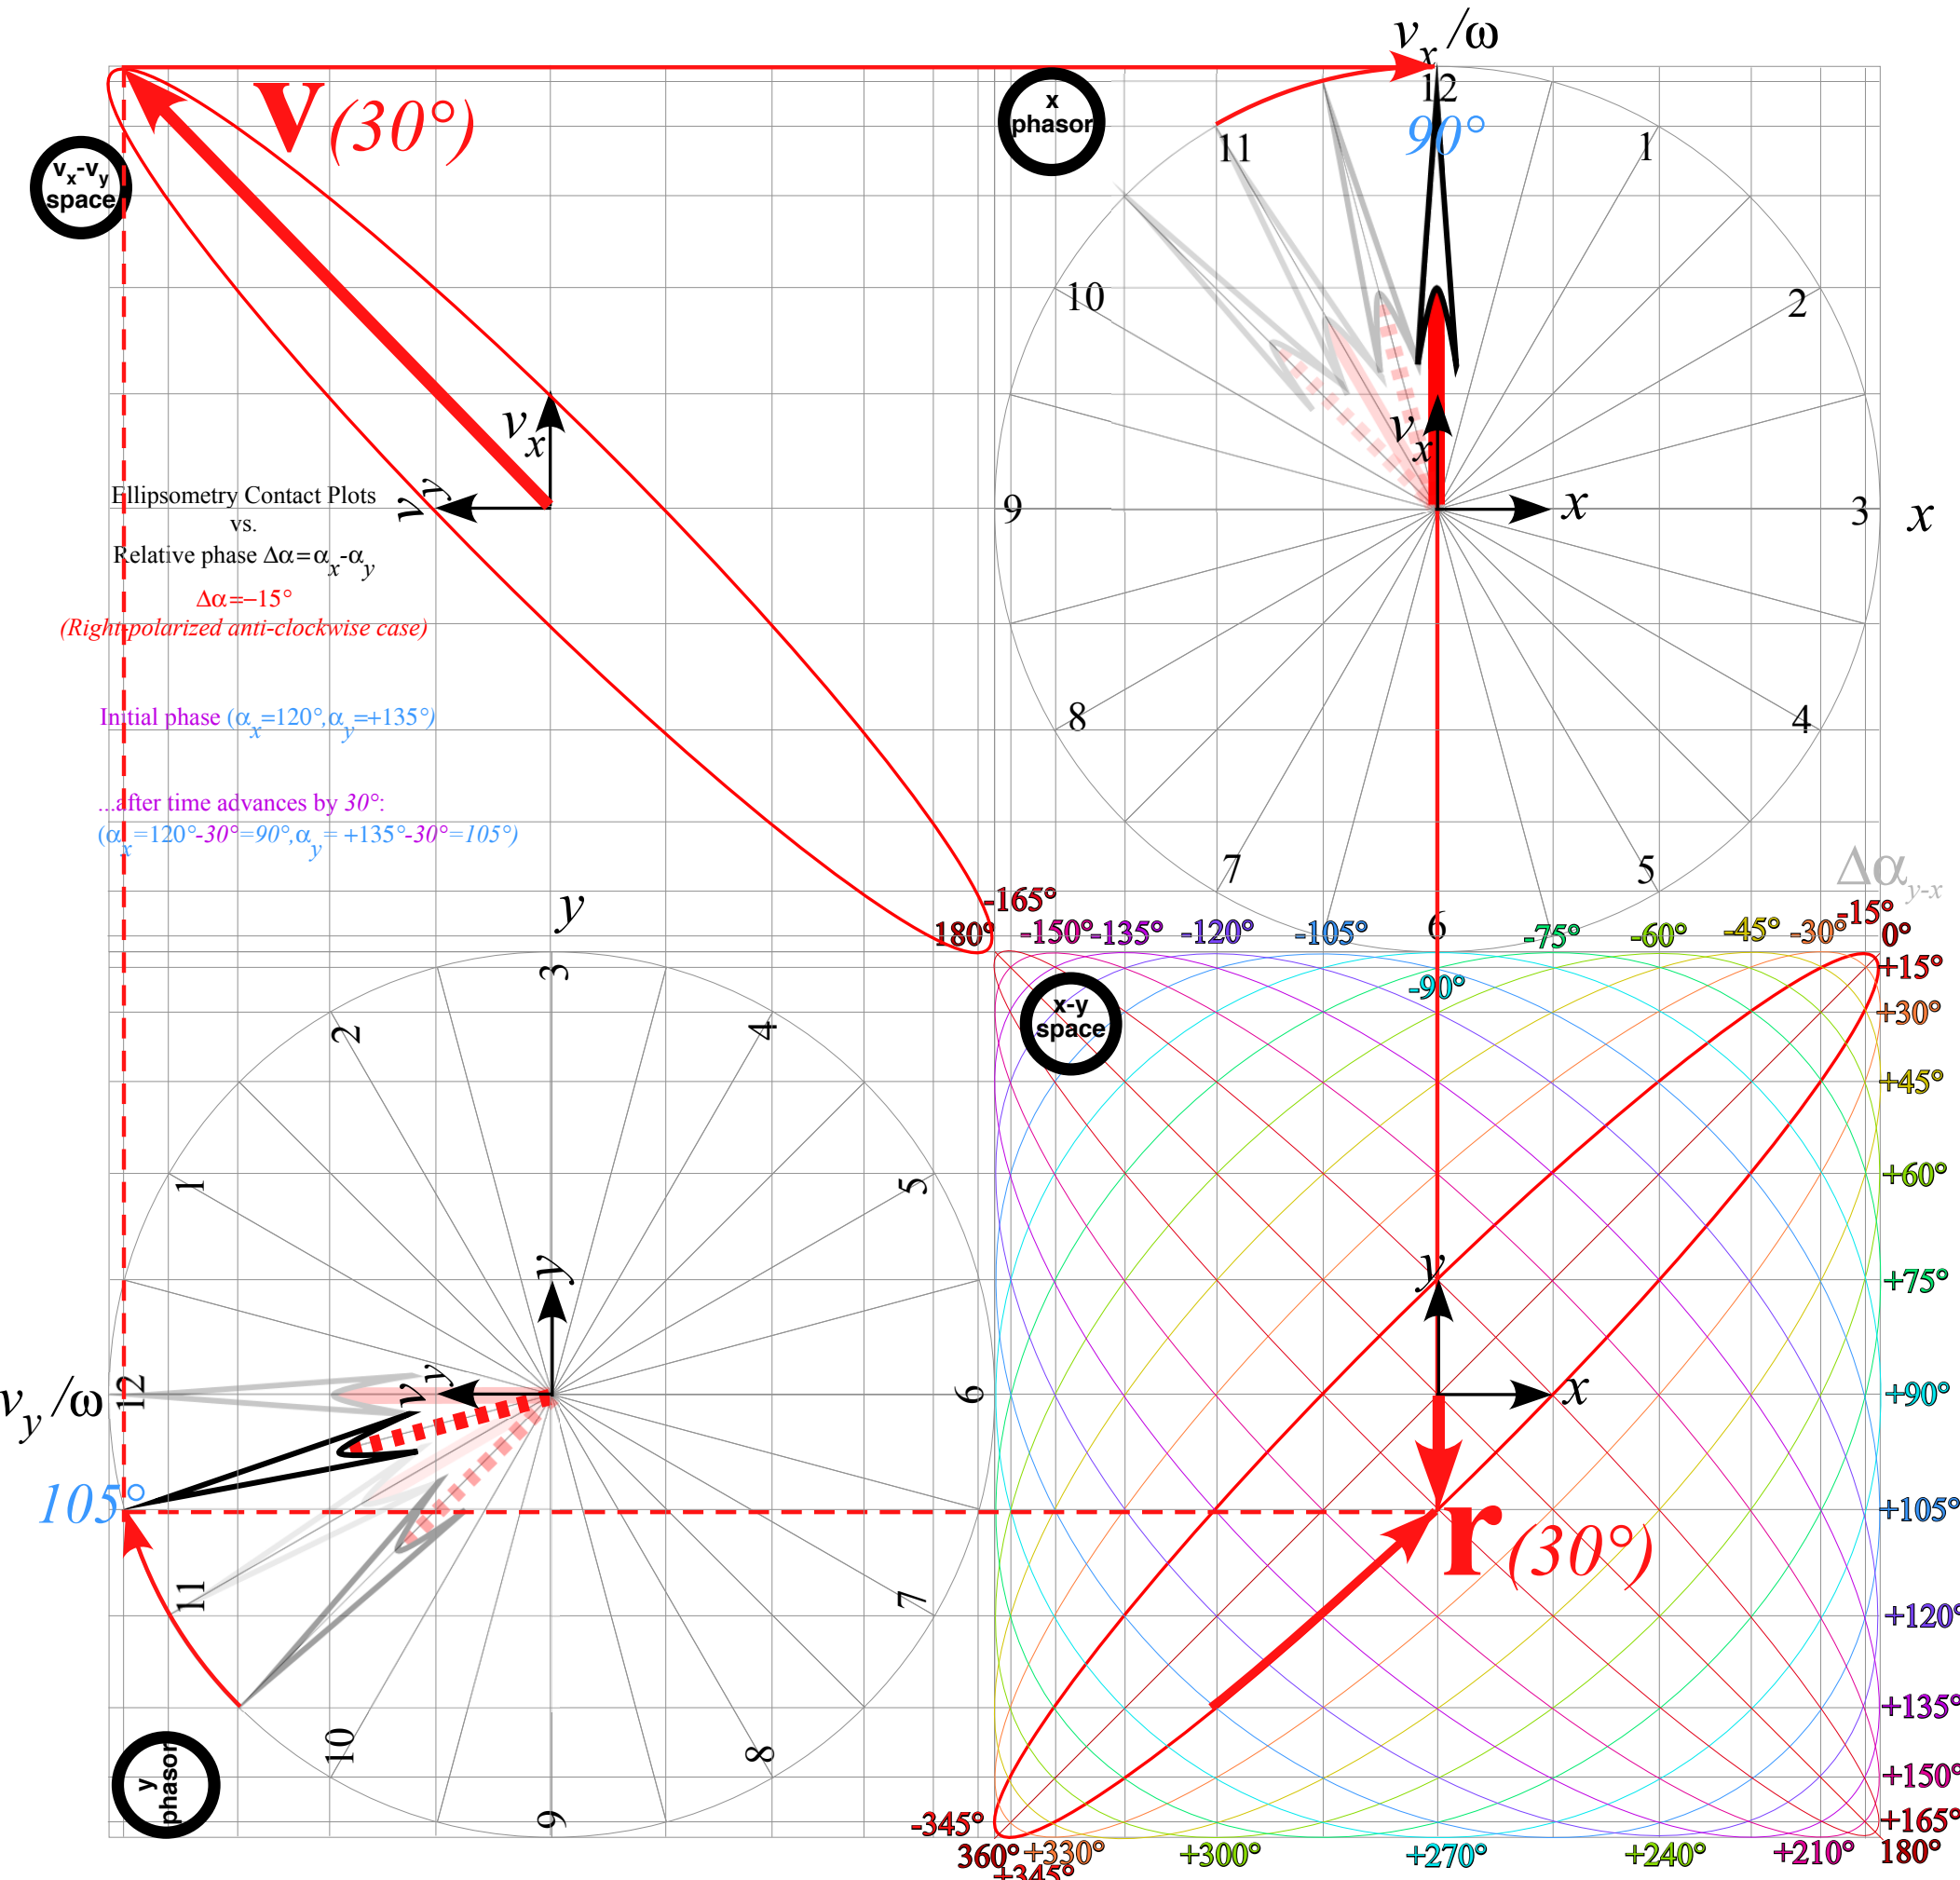 v_x /ω
12
90°
x
phasor
11
1
v_x-v_y
space
V(30°)
10
2
v_x
v_y
Ellipsometry Contact Plots
vs.
Relative phase Δα=α_x-α_y
Δα=−15°
(Right-polarized anti-clockwise case)
9
v_x
x
3
x
Initial phase (α_x=120°,α_y=+135°)
8
4
...after time advances by 30°:
(α_x=120°-30°=90°,α_y= +135°-30°=105°)
7
5
6
Δα_y-x
y
180°
-165°
-150°
-135°
-120°
-105°
-90°
-75°
-60°
-45°
-30°
-15°
0°
3
2
4
x-y
space
+15°
+30°
+45°
1
5
+60°
y
y
+75°
v_y /ω
12
v_y
6
x
+90°
105°
r(30°)
+105°
11
7
+120°
10
8
+135°
y
phasor
9
+150°
-345°
+165°
360°
+345°
+330°
+300°
+270°
+240°
+210°
180°